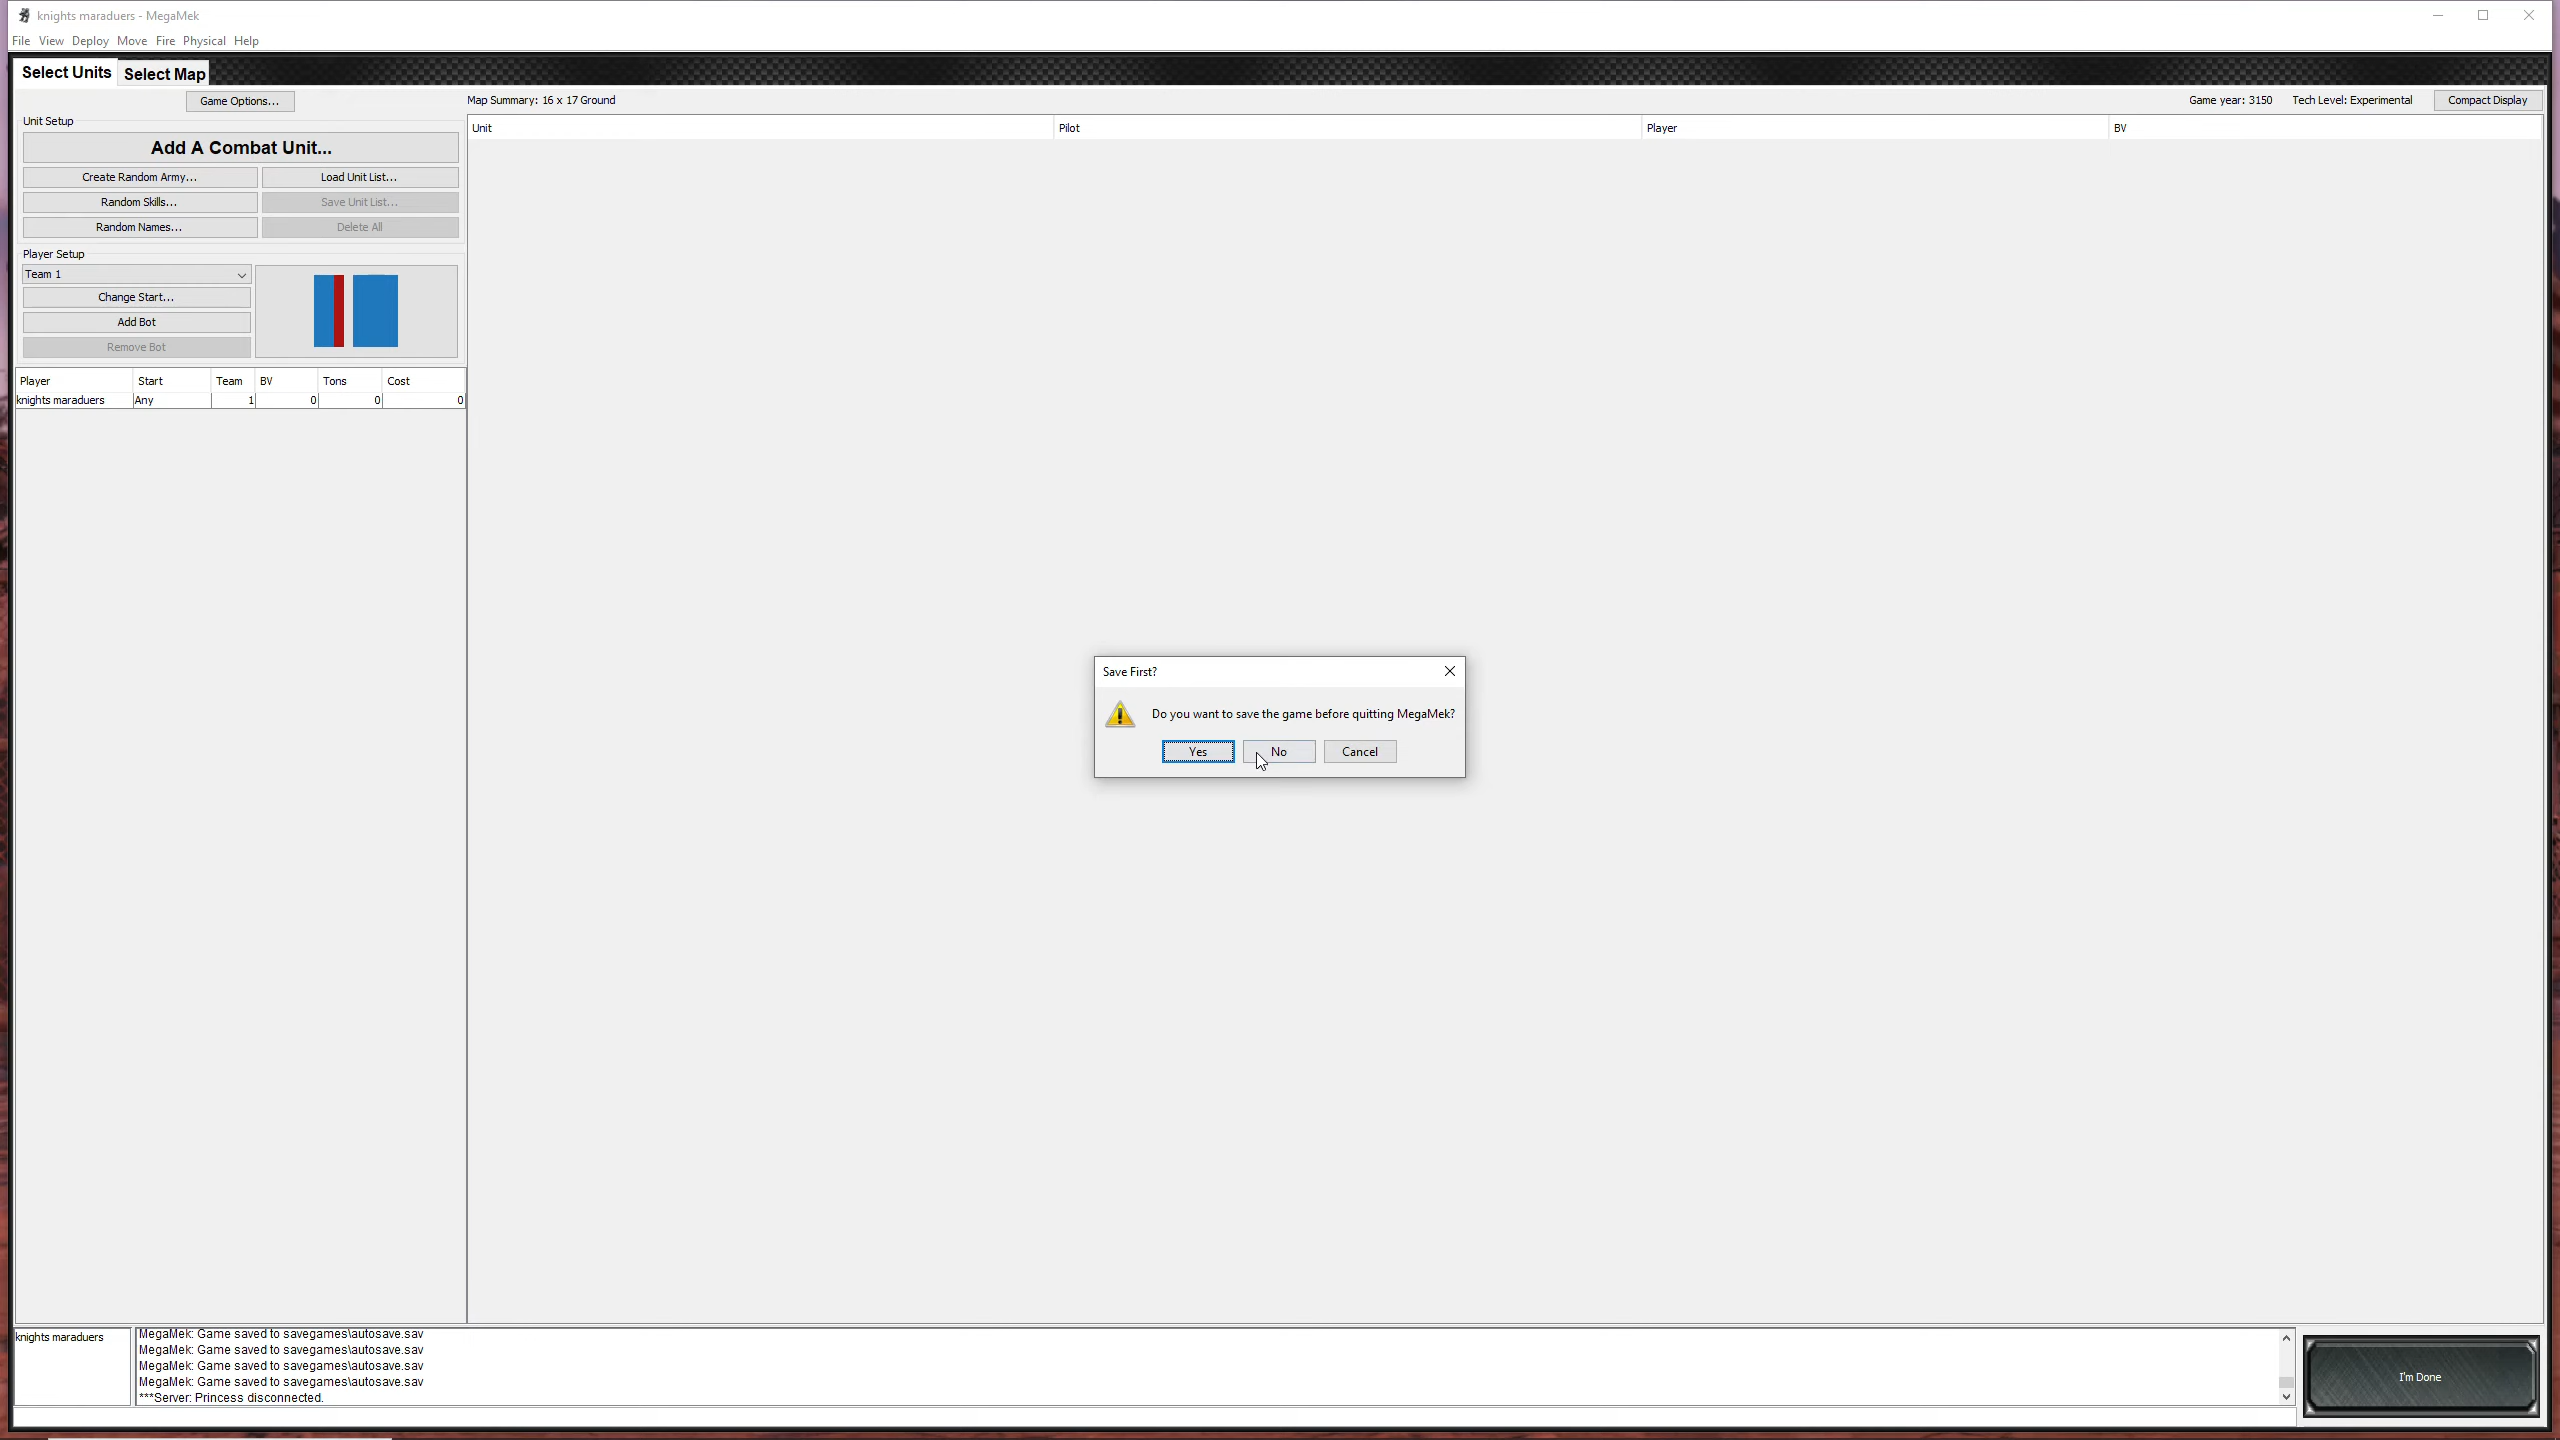 knights maraduers - MegaMek
File View Deploy Move Fire Physical Help
Select Units Select Map
Game Options...
Map Summary: 16 x 17 Ground
Game year: 3150 Tech Level: Experimental Compact Display
Unit Setup
Unit Pilot Player BV
Add A Combat Unit...
Create Random Army... Load Unit List...
Random Skills... Save Unit List...
Random Names... Delete All
Player Setup
Team 1
Change Start...
Add Bot
Remove Bot
Player Start Team BV Tons Cost
knights maraduers Any 1 0 0 0
Save First?
Do you want to save the game before quitting MegaMek?
Yes No Cancel
knights maraduers
MegaMek: Game saved to savegames\autosave.sav
MegaMek: Game saved to savegames\autosave.sav
MegaMek: Game saved to savegames\autosave.sav
MegaMek: Game saved to savegames\autosave.sav
***Server: Princess disconnected.
I'm Done